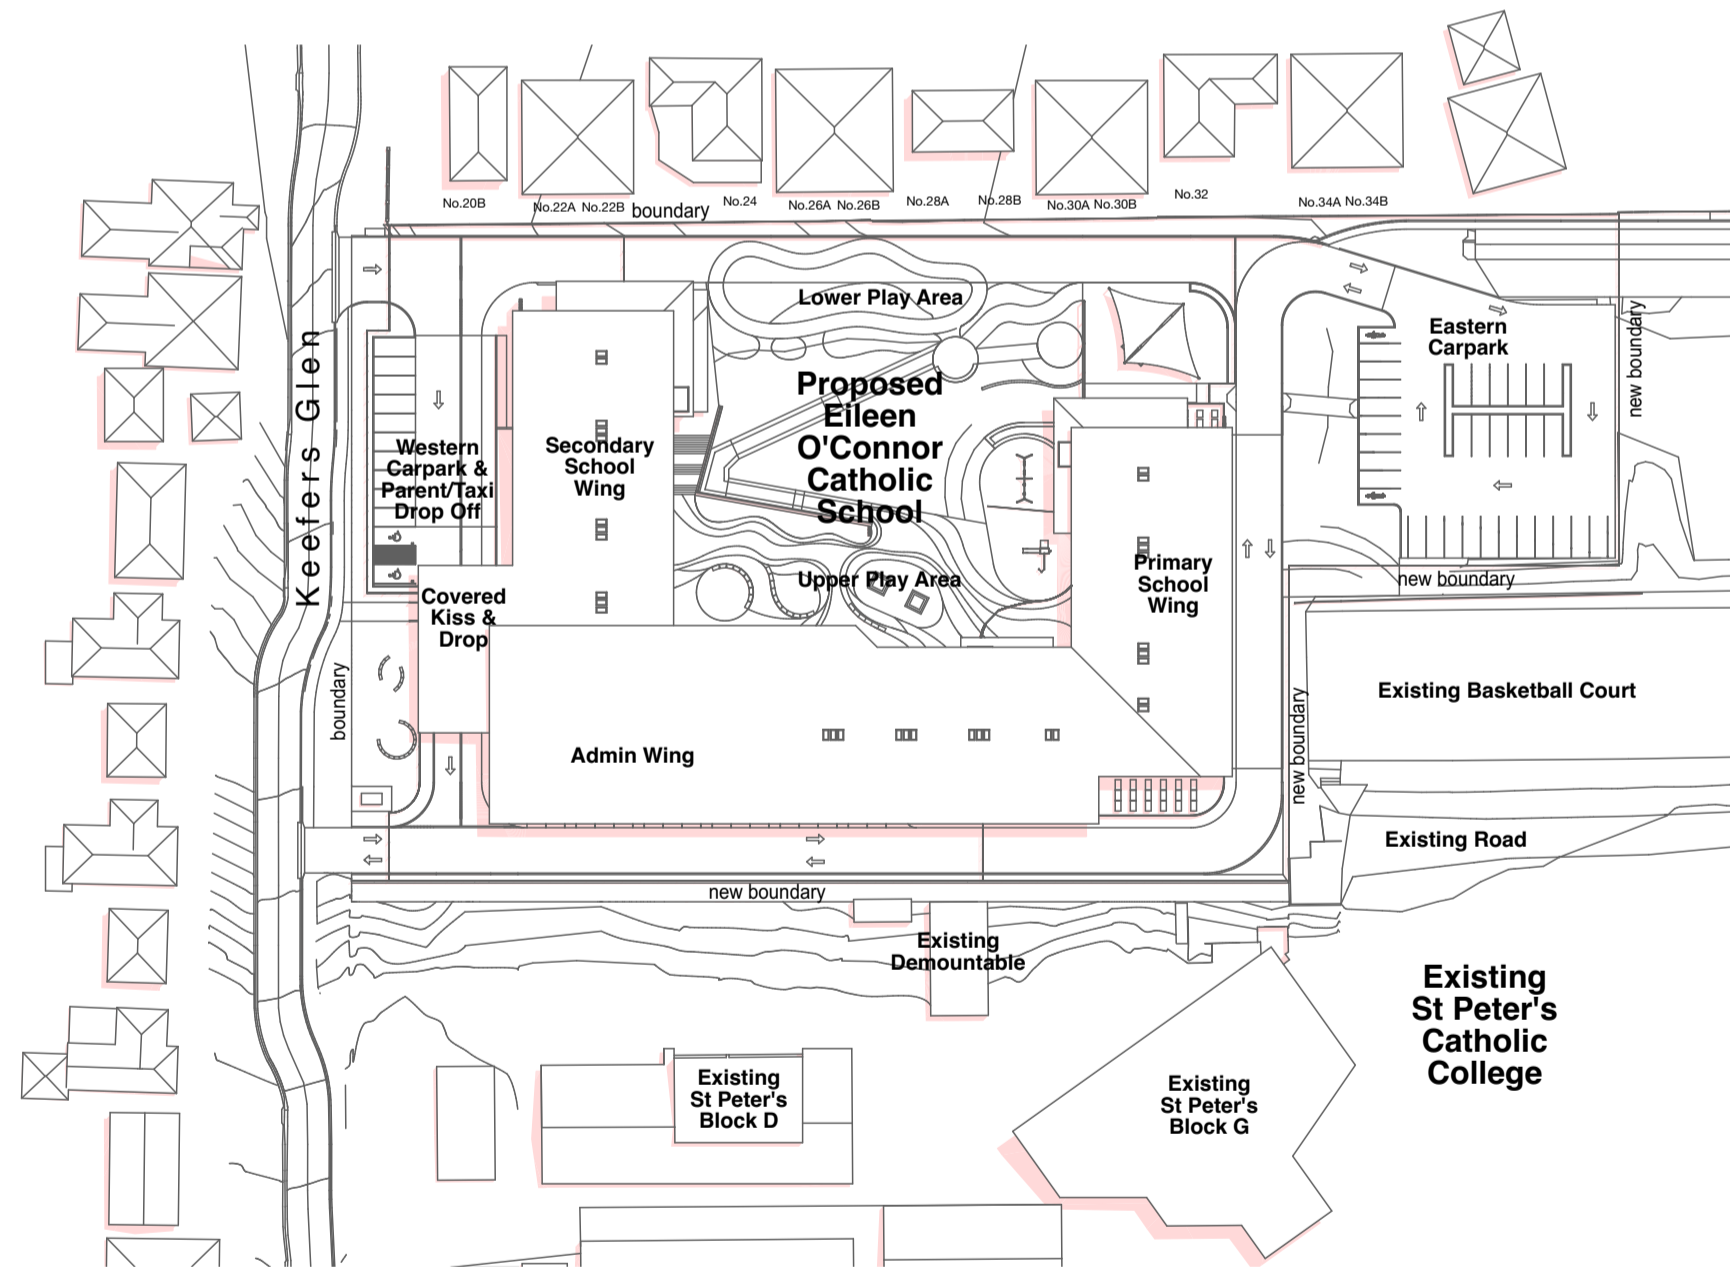 No.20B
No.22A No.22B
boundary
No.24
No.26A No.26B
No.28A
No.28B
No.30A No.30B
No.32
No.34A No.34B
Lower Play Area
Eastern
Carpark
new boundary
Keefers Glen
Western
Carpark &
Parent/Taxi
Drop Off
Secondary
School
Wing
Proposed
Eileen
O'Connor
Catholic
School
Upper Play Area
Primary
School
Wing
new boundary
Covered
Kiss &
Drop
boundary
Admin Wing
new boundary
Existing Basketball Court
Existing Road
new boundary
Existing
Demountable
Existing
St Peter's
Catholic
College
Existing
St Peter's
Block D
Existing
St Peter's
Block G